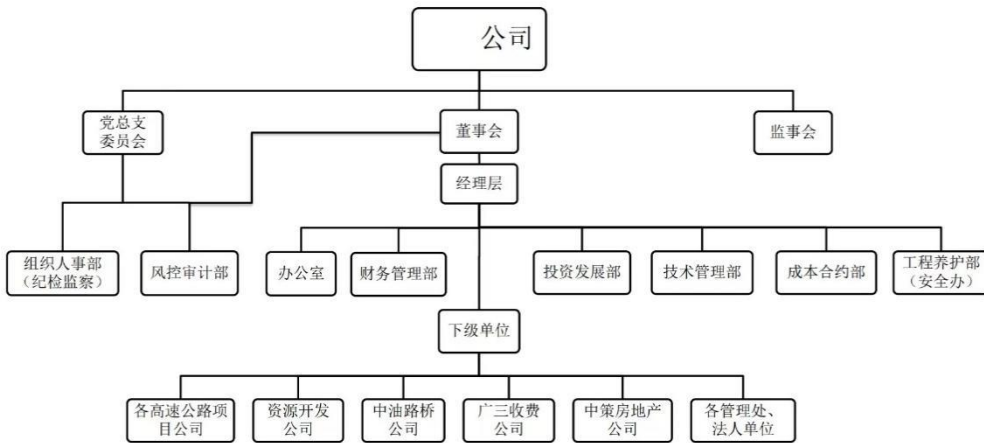 公司
党总支
委员会
董事会
监事会
经理层
组织人事部
（纪检监察）
风控审计部
办公室
财务管理部
投资发展部
技术管理部
成本合约部
工程养护部
（安全办）
下级单位
各高速公路项
目公司
资源开发
公司
中油路桥
公司
广三收费
公司
中策房地产
公司
各管理处、
法人单位